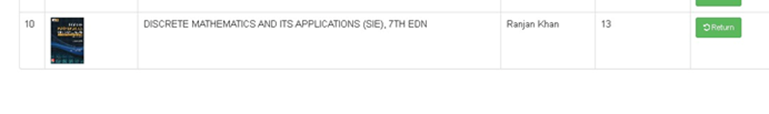 10 DISCRETE MATHEMATICS AND ITS APPLICATIONS (SIE), 7TH EDN Ranjan Khan 13 Return